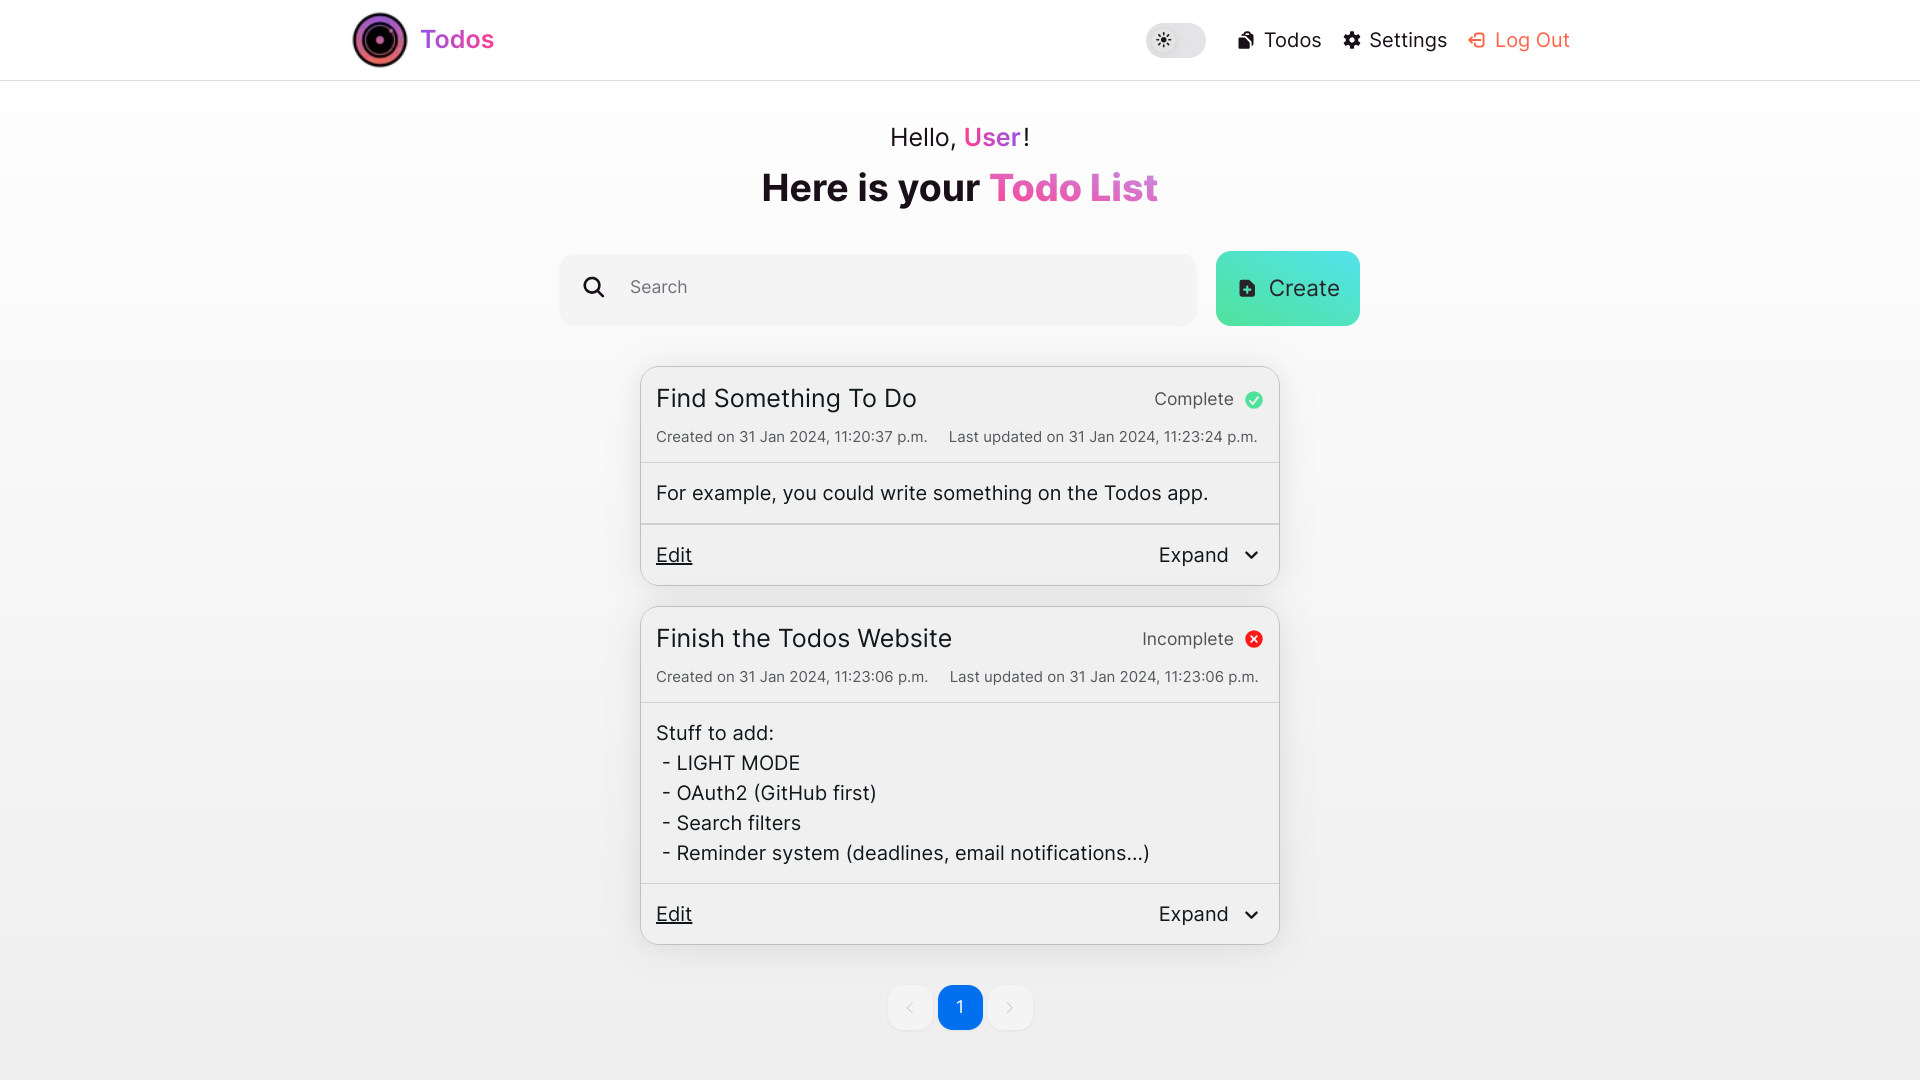 Todos
Todos
Settings
Log Out
Hello, User!
Here is your Todo List
Search
Create
Find Something To Do
Complete
Created on 31 Jan 2024, 11:20:37 p.m.
Last updated on 31 Jan 2024, 11:23:24 p.m.
For example, you could write something on the Todos app.
Edit
Expand
Finish the Todos Website
Incomplete
Created on 31 Jan 2024, 11:23:06 p.m.
Last updated on 31 Jan 2024, 11:23:06 p.m.
Stuff to add:
- LIGHT MODE
- OAuth2 (GitHub first)
- Search filters
- Reminder system (deadlines, email notifications...)
Edit
Expand
1